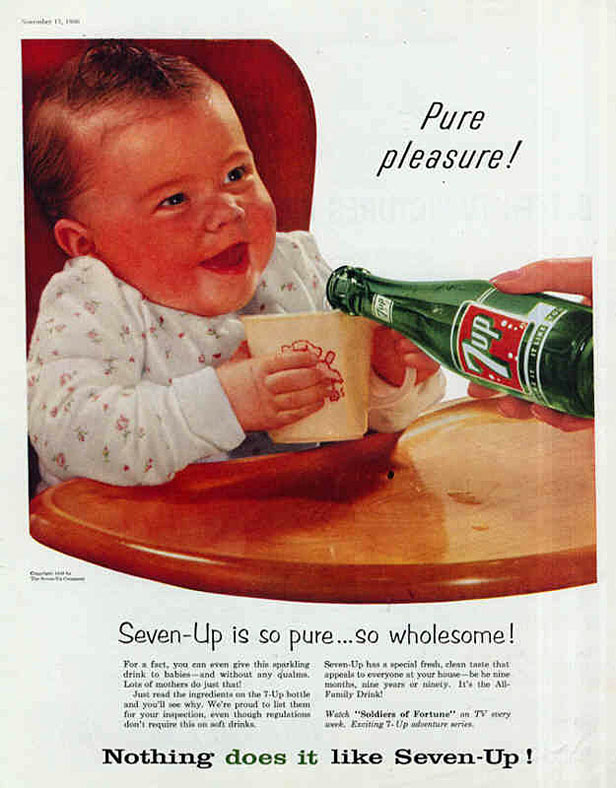 November 12, 1956
Pure
pleasure!
7up
7up
Copyright 1956 by
The Seven-Up Company
Seven-Up is so pure...so wholesome!
For a fact, you can even give this sparkling
drink to babies—and without any qualms.
Lots of mothers do just that!
Just read the ingredients on the 7-Up bottle
and you'll see why. We're proud to list them
for your inspection, even though regulations
don't require this on soft drinks.
Seven-Up has a special fresh, clean taste that
appeals to everyone at your house—be he nine
months, nine years or ninety. It's the All-
Family Drink!
Watch "Soldiers of Fortune" on TV every
week. Exciting 7-Up adventure series.
Nothing does it like Seven-Up!